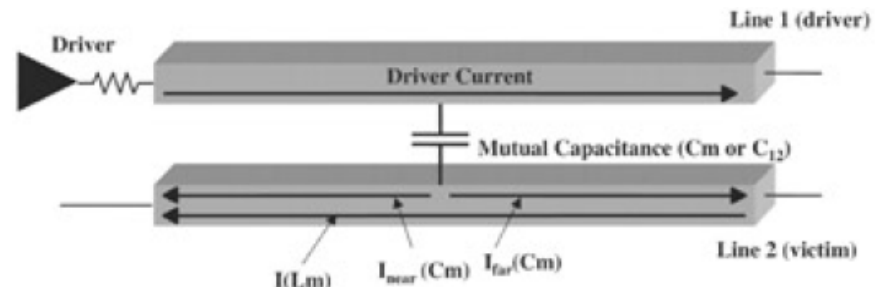 Line 1 (driver)
Driver
Driver Current
Mutual Capacitance (Cm or C₁₂)
I(Lm)
Inear(Cm)
Ifar(Cm)
Line 2 (victim)